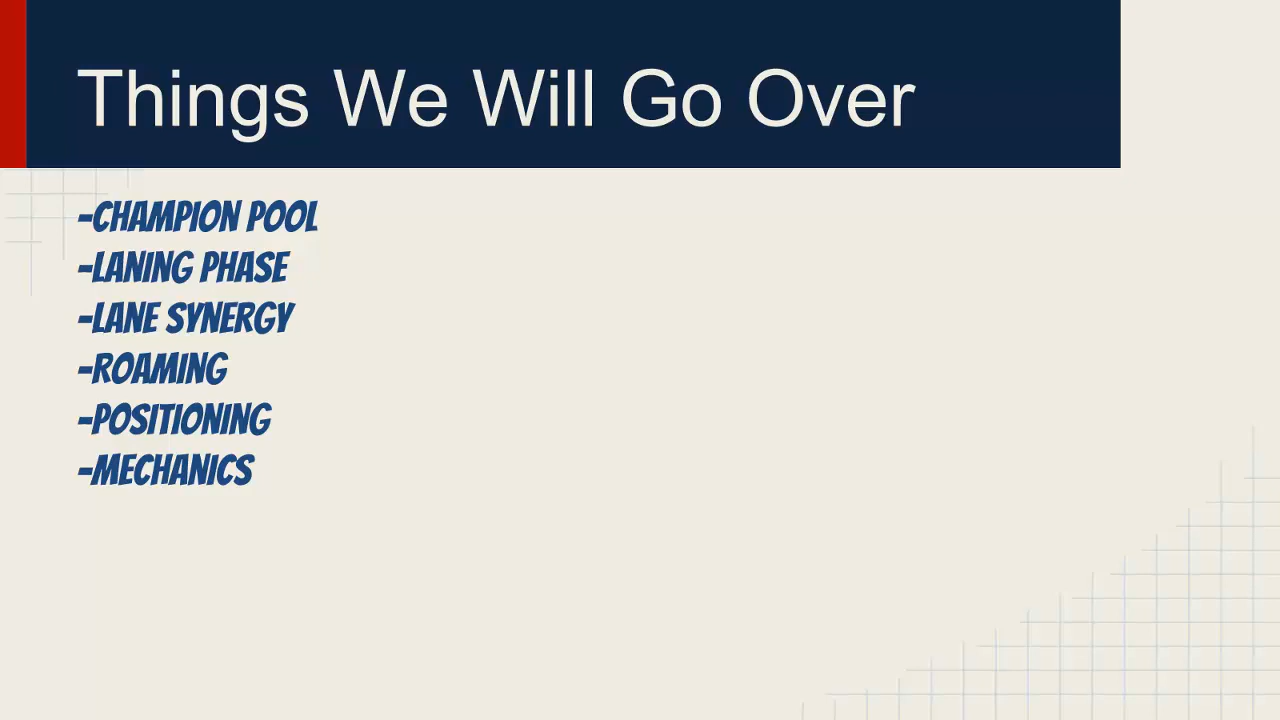 Things We Will Go Over
-CHAMPION POOL
-LANING PHASE
-LANE SYNERGY
-ROAMING
-POSITIONING
-MECHANICS